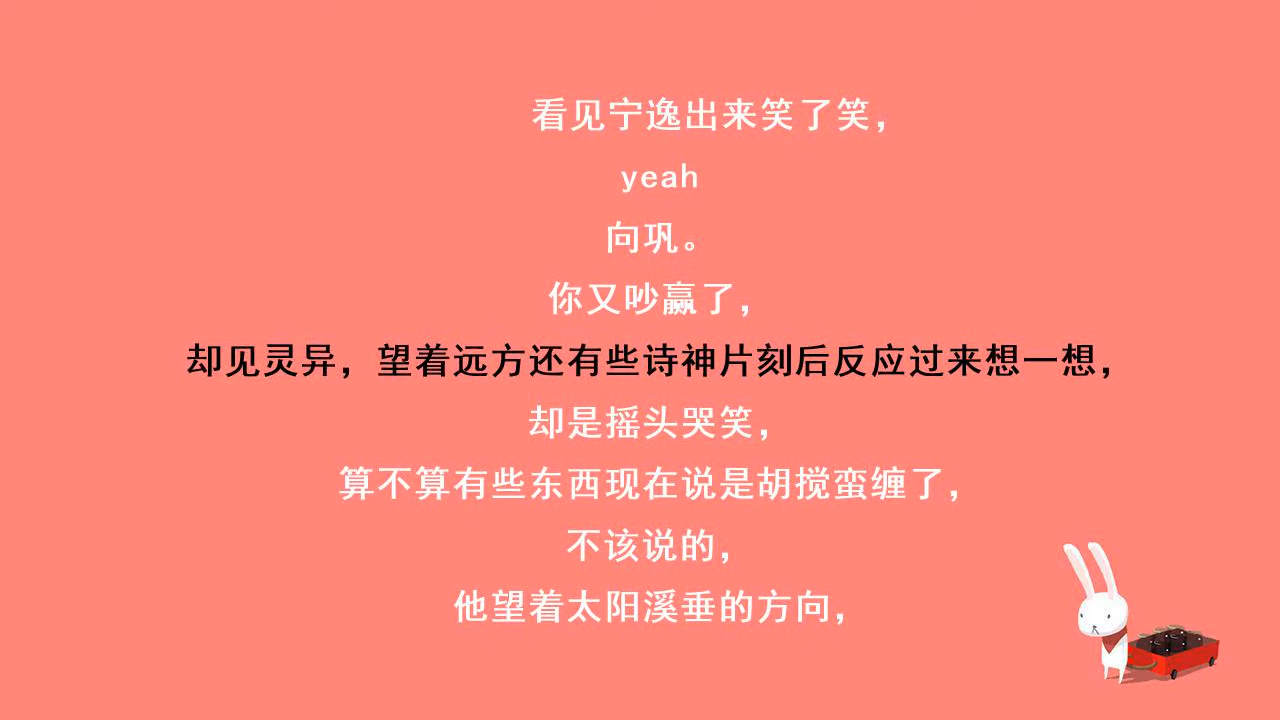 看见宁逸出来笑了笑，
yeah
向巩。
你又吵赢了，
却见灵异，望着远方还有些诗神片刻后反应过来想一想，
却是摇头哭笑，
算不算有些东西现在说是胡搅蛮缠了，
不该说的，
他望着太阳溪垂的方向，